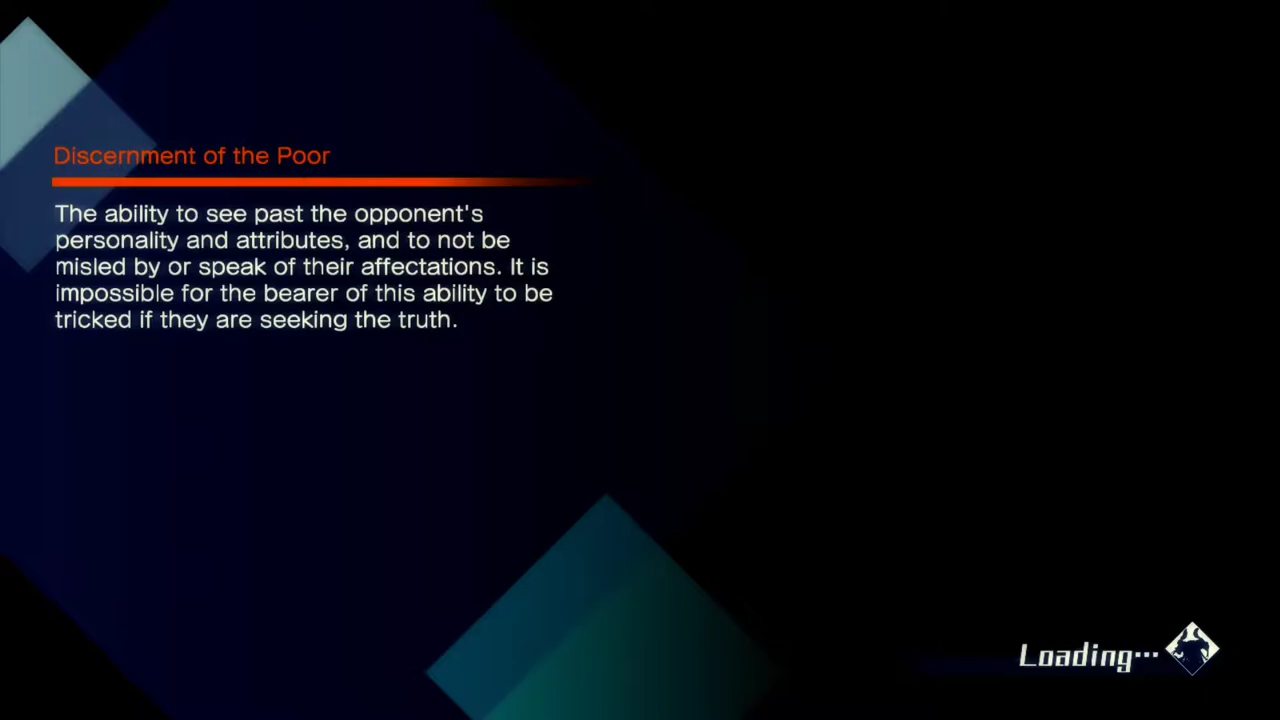 Discernment of the Poor
The ability to see past the opponent's
personality and attributes, and to not be
misled by or speak of their affectations. It is
impossible for the bearer of this ability to be
tricked if they are seeking the truth.
Loading···